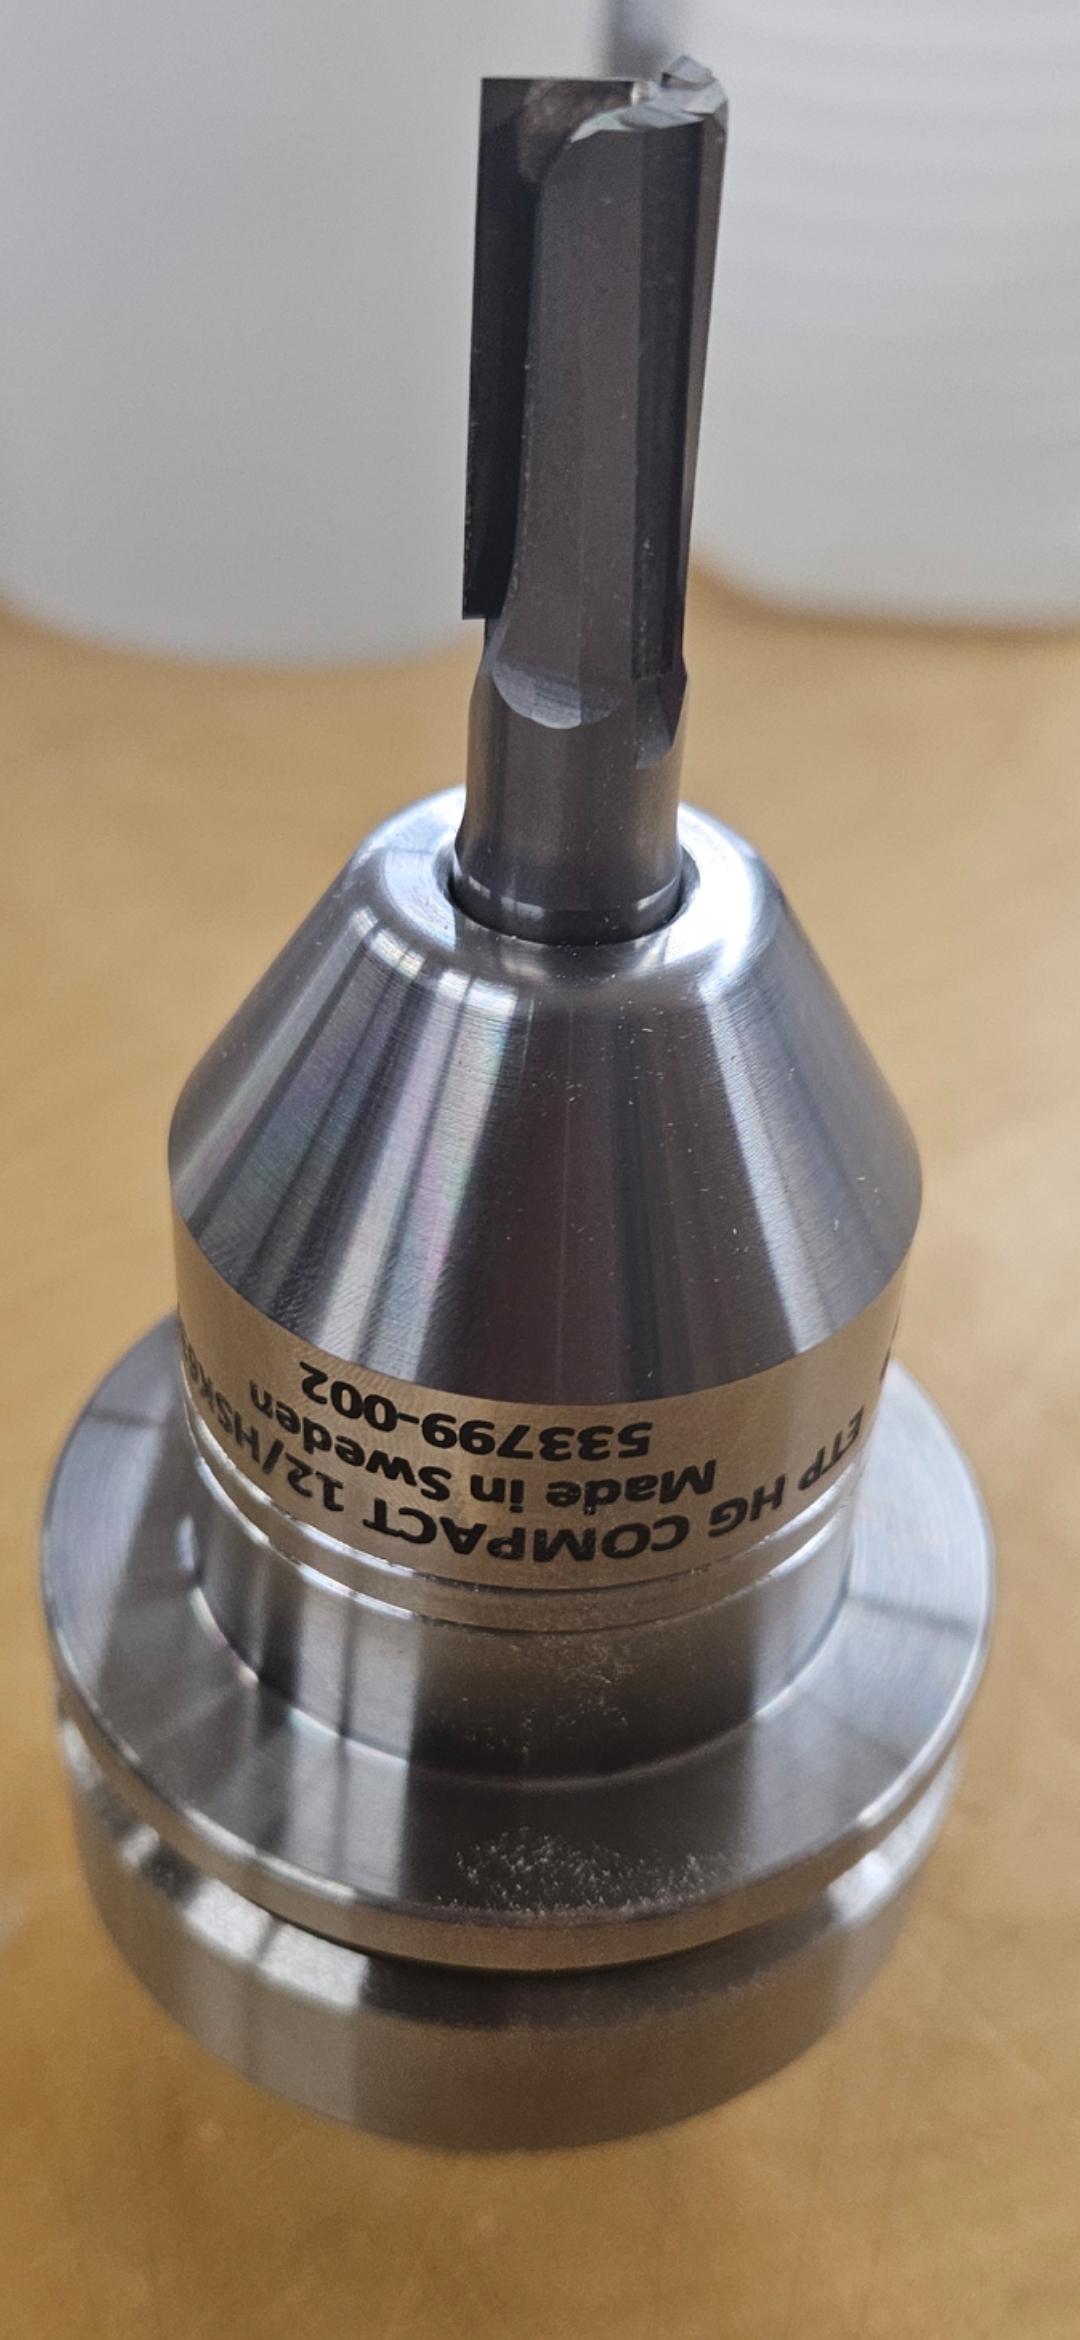 ETP HG COMPACT 12/HSK
Made in Sweden
533799-002